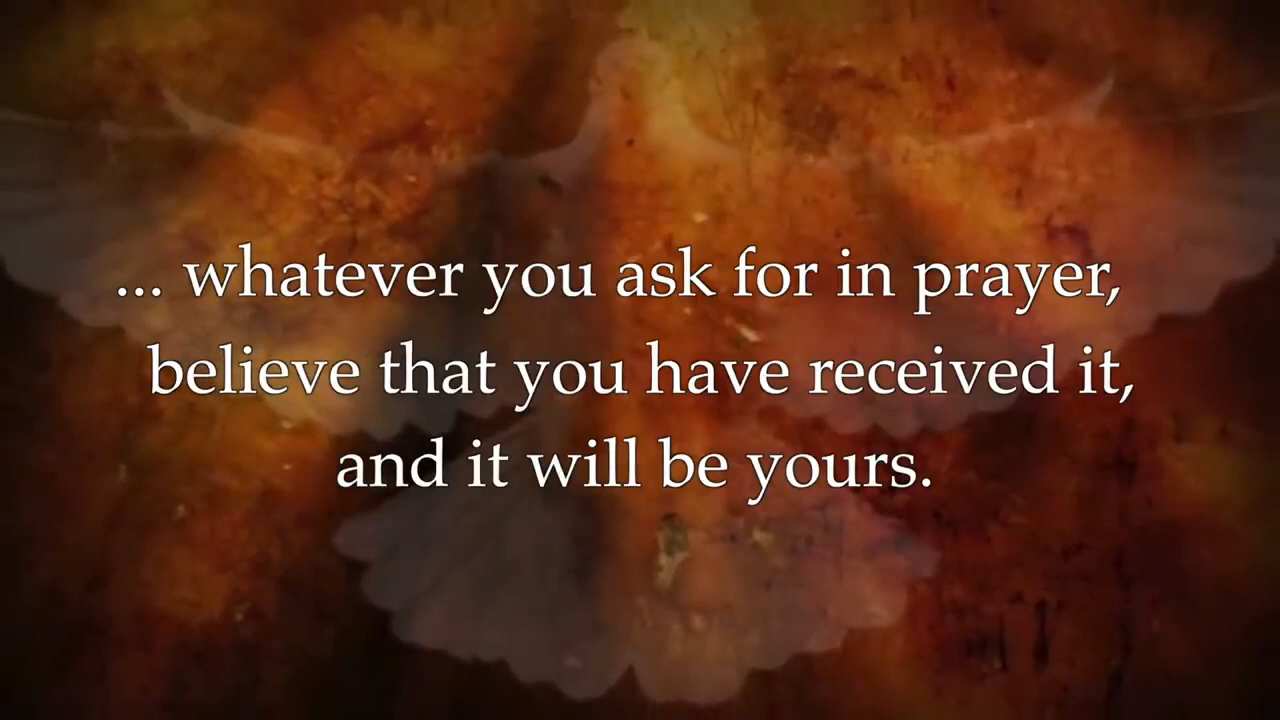 ... whatever you ask for in prayer,
believe that you have received it,
and it will be yours.